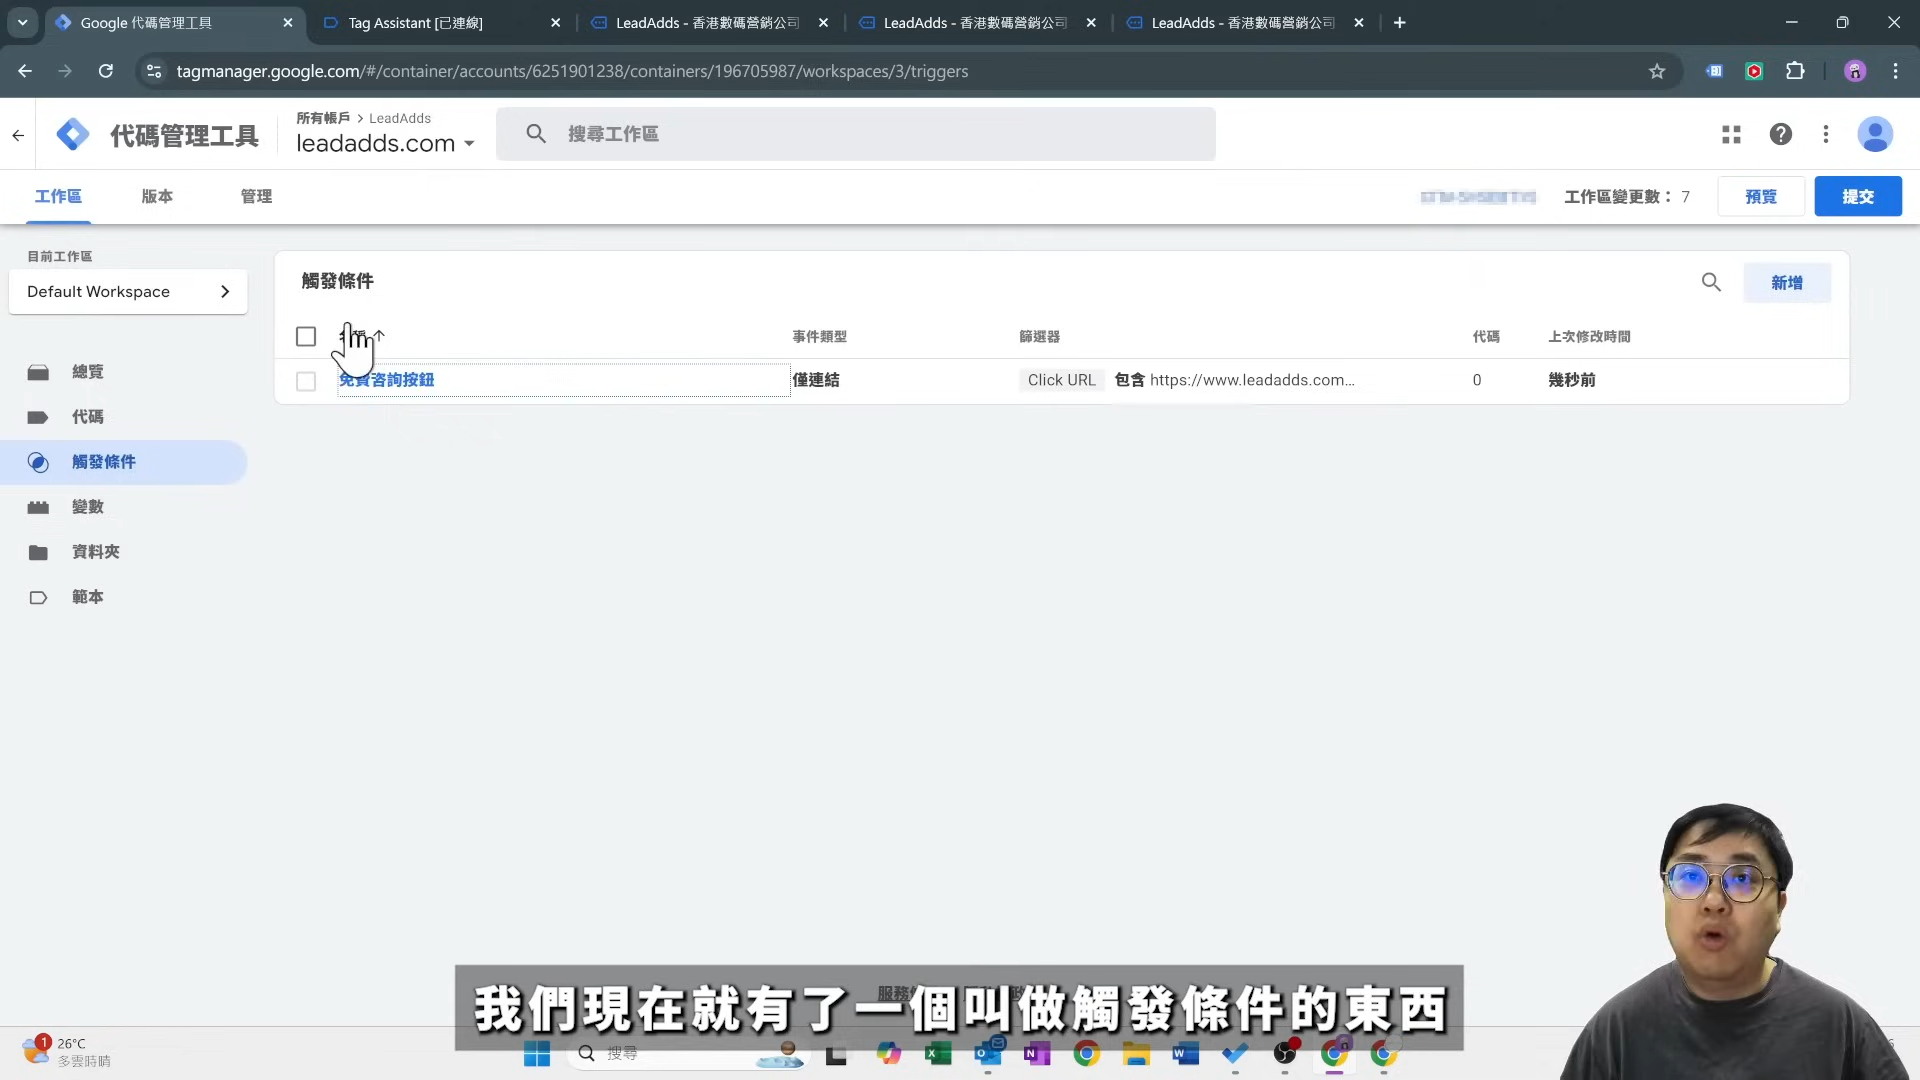 Google 代碼管理工具
Tag Assistant [已連線]
LeadAdds - 香港數碼營銷公司
LeadAdds - 香港數碼營銷公司
LeadAdds - 香港數碼營銷公司
tagmanager.google.com/#/container/accounts/6251901238/containers/196705987/workspaces/3/triggers
代碼管理工具
所有帳戶 > LeadAdds
leadadds.com
搜尋工作區
工作區
版本
管理
工作區變更數： 7
預覽
提交
目前工作區
Default Workspace
總覽
代碼
觸發條件
變數
資料夾
範本
觸發條件
新增
事件類型
篩選器
代碼
上次修改時間
免費咨詢按鈕
僅連結
Click URL 包含 https://www.leadadds.com...
0
幾秒前
我們現在就有了一個叫做觸發條件的東西
1
26°C
多雲時晴
搜尋